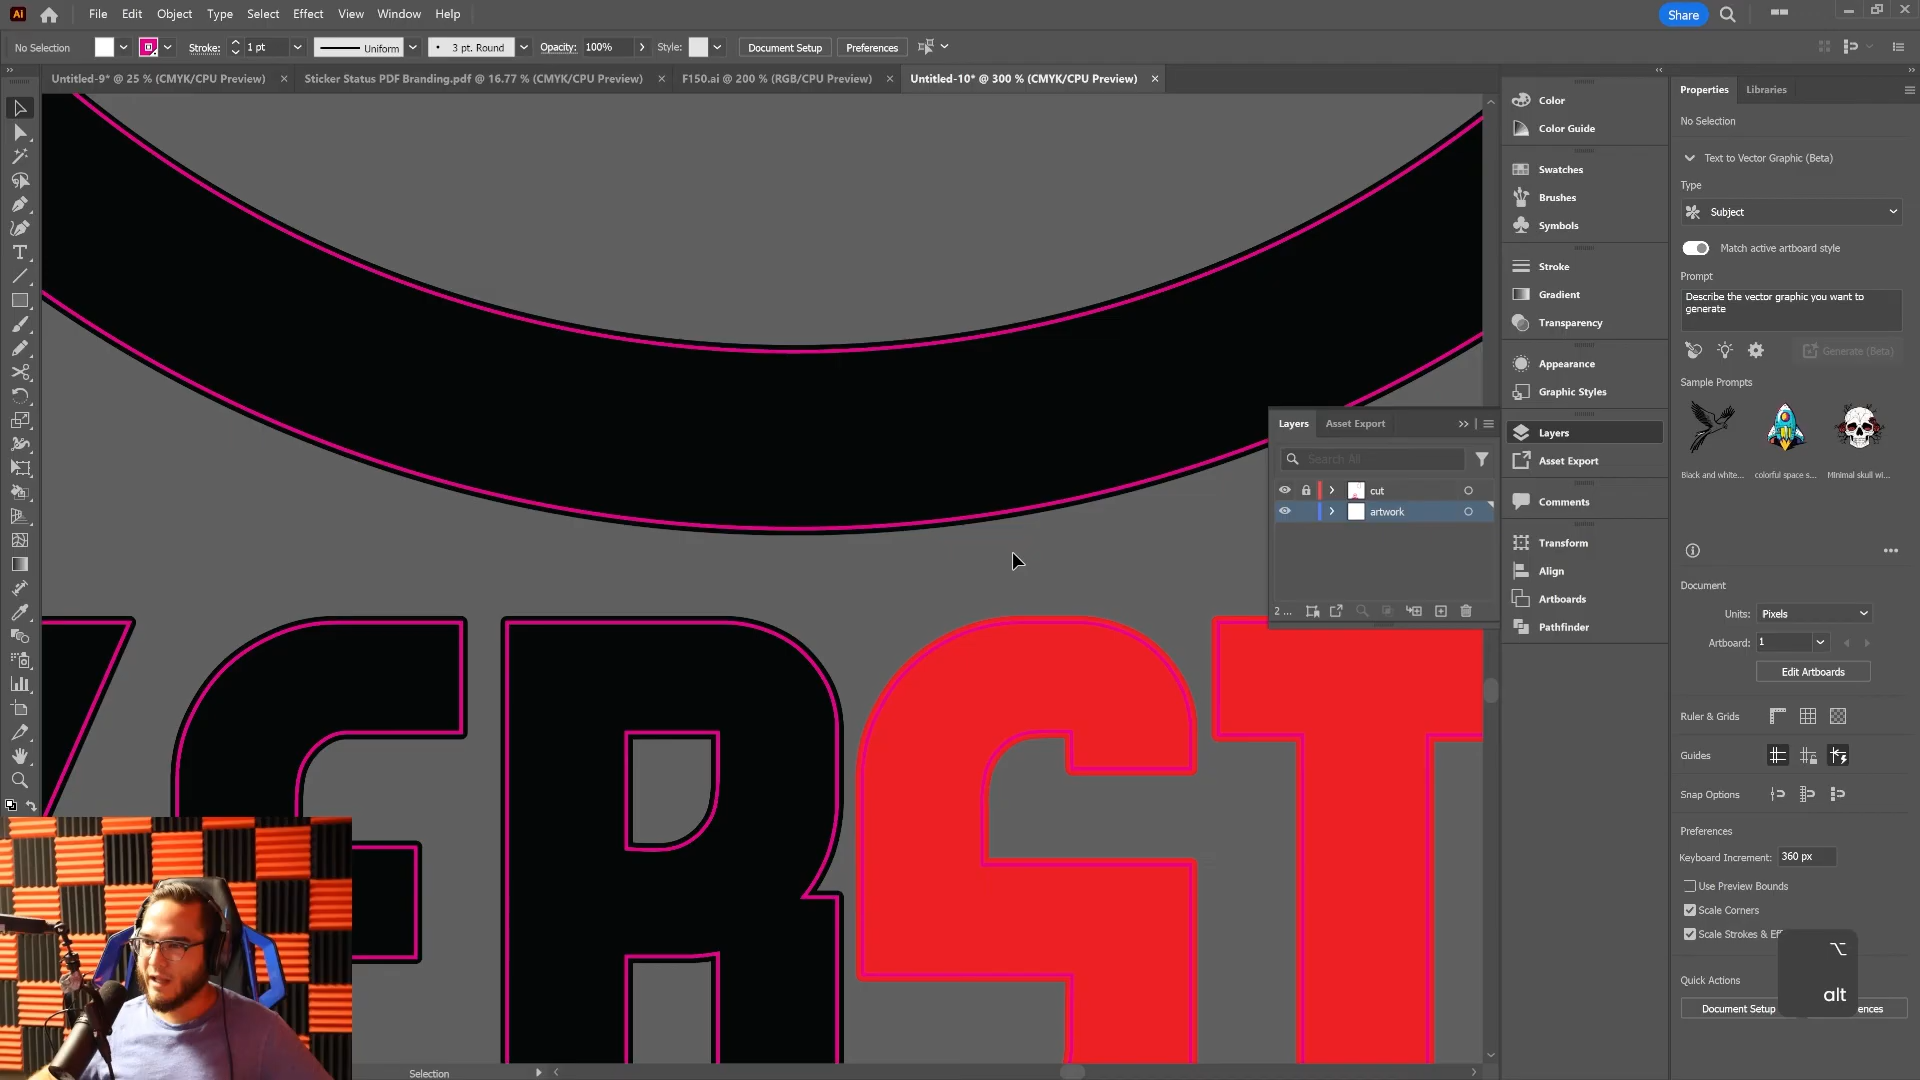 Ai File Edit Object Type Select Effect View Window Help Share
No Selection Stroke: 1 pt Uniform 3 pt. Round Opacity: 100% Style: Document Setup Preferences
Untitled-9* @ 25 % (CMYK/CPU Preview) × Sticker Status PDF Branding.pdf @ 16.77 % (CMYK/CPU Preview) × F150.ai @ 200 % (RGB/CPU Preview) × Untitled-10* @ 300 % (CMYK/CPU Preview) ×
Color
Color Guide
Swatches
Brushes
Symbols
Stroke
Gradient
Transparency
Appearance
Graphic Styles
Layers
Asset Export
Comments
Transform
Align
Artboards
Pathfinder
Layers Asset Export
Search All
cut
artwork
2 ...
Properties Libraries
No Selection
Text to Vector Graphic (Beta)
Type
Subject
Match active artboard style
Prompt
Describe the vector graphic you want to
generate
Generate (Beta)
Sample Prompts
Black and white... colorful space s... Minimal skull wi...
Document
Units: Pixels
Artboard: 1
Edit Artboards
Ruler & Grids
Guides
Snap Options
Preferences
Keyboard Increment: 360 px
Use Preview Bounds
Scale Corners
Scale Strokes & Eff
Quick Actions
Document Setup ences
alt
ERST
Selection